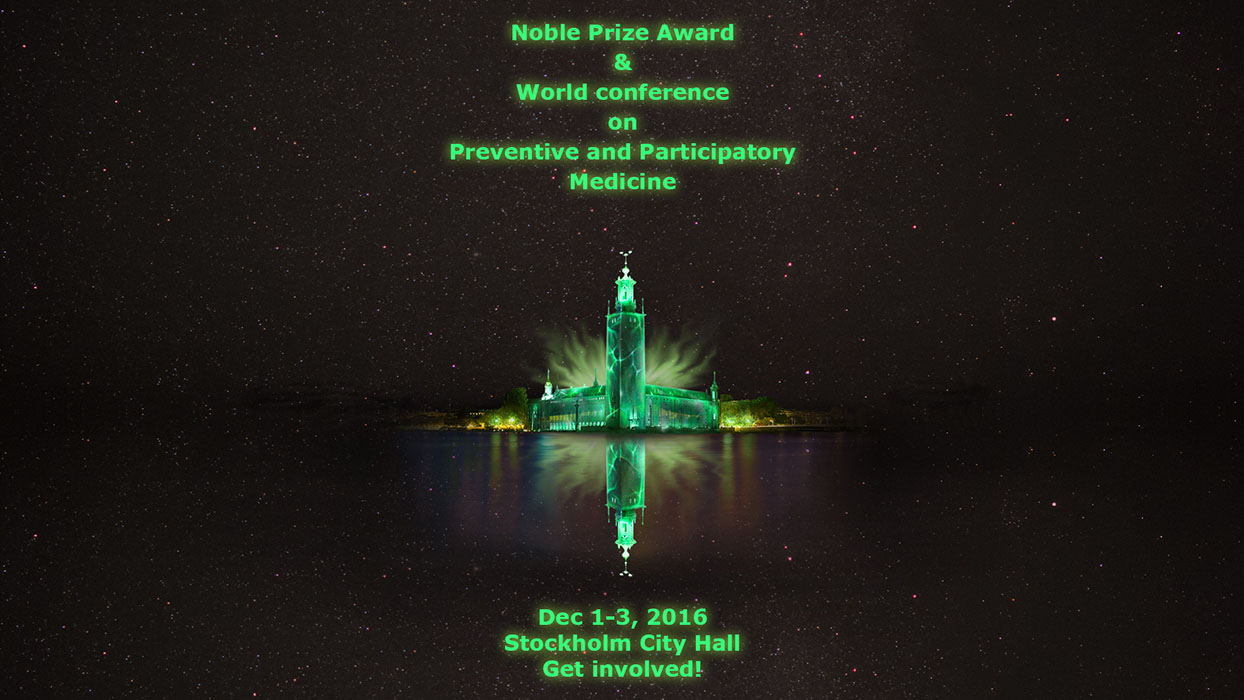 Noble Prize Award
&
World conference
on
Preventive and Participatory
Medicine
Dec 1-3, 2016
Stockholm City Hall
Get involved!